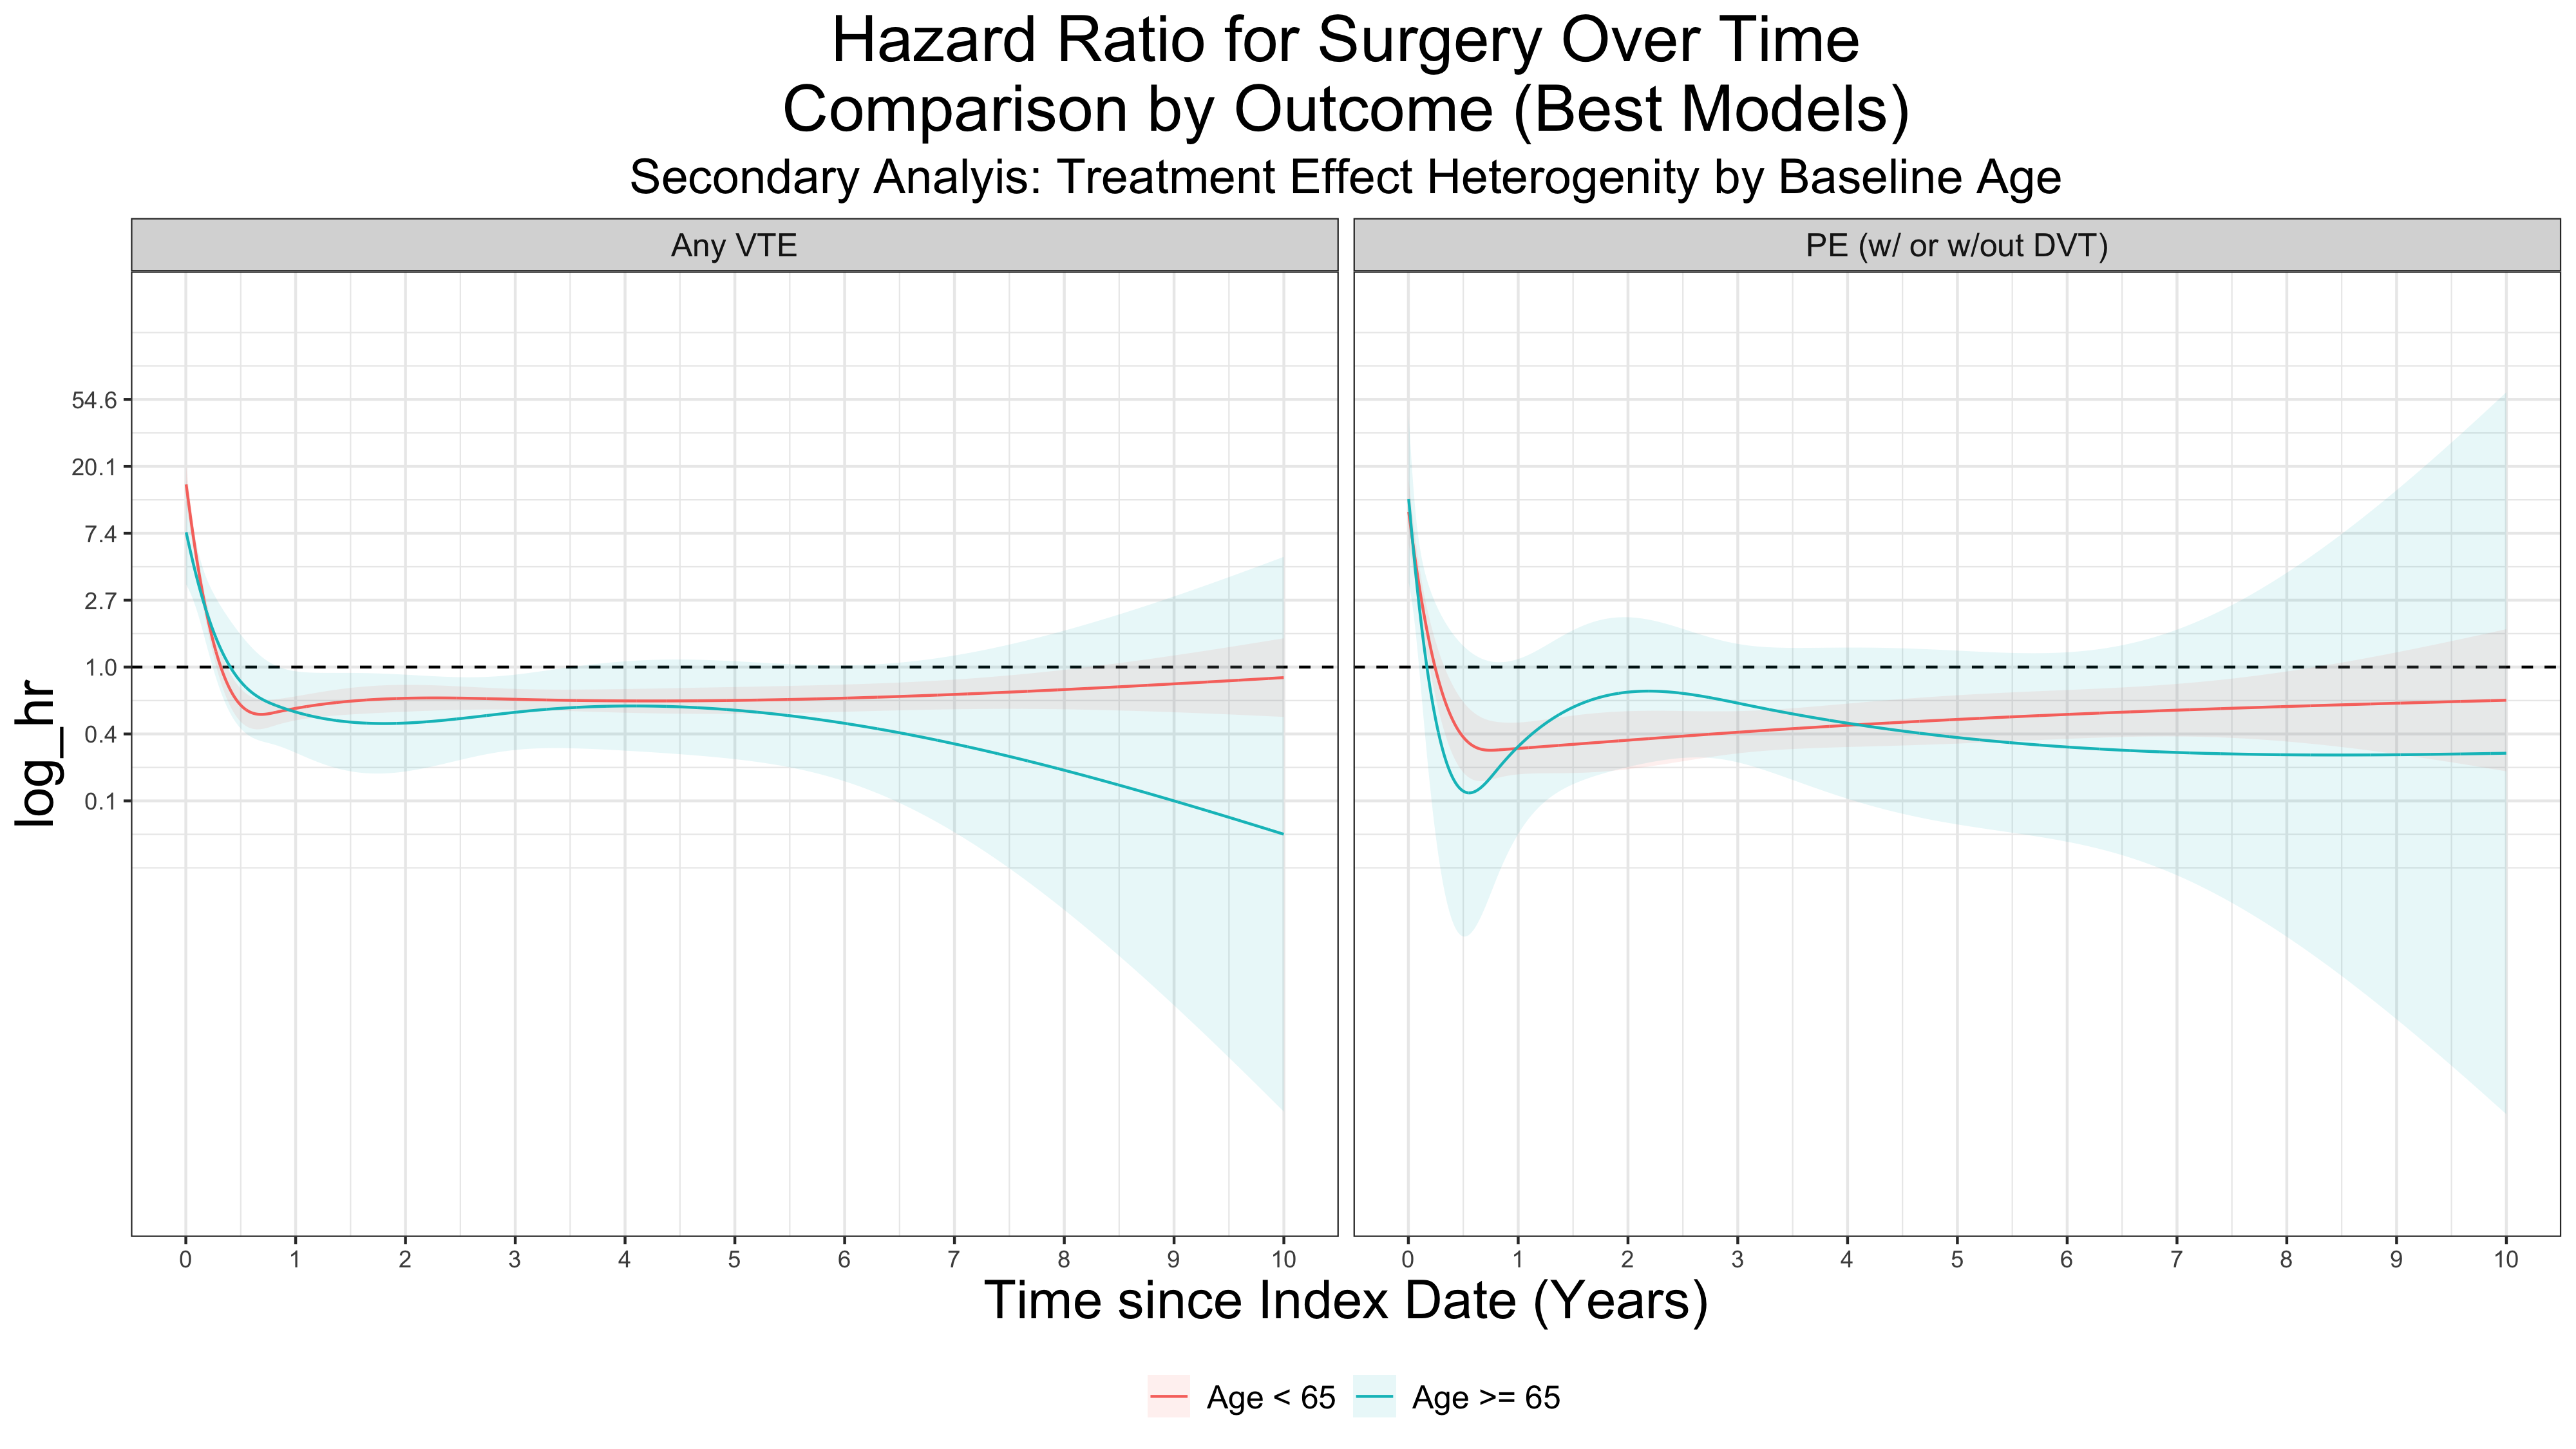 Hazard Ratio for Surgery Over Time
Comparison by Outcome (Best Models)
Secondary Analyis: Treatment Effect Heterogenity by Baseline Age
Any VTE
PE (w/ or w/out DVT)
log_hr
54.6
20.1
7.4
2.7
1.0
0.4
0.1
0 1 2 3 4 5 6 7 8 9 10
0 1 2 3 4 5 6 7 8 9 10
Time since Index Date (Years)
Age < 65 Age >= 65